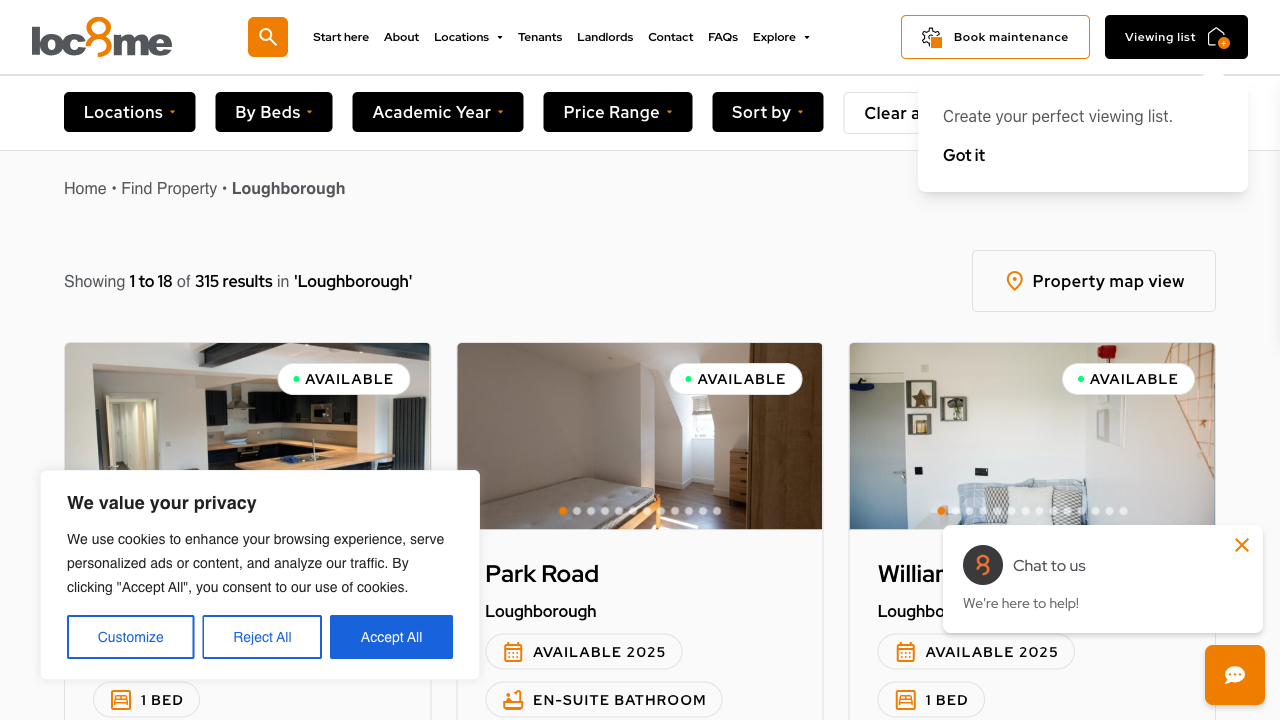 loc8me
Start here
About
Locations
Tenants
Landlords
Contact
FAQs
Explore
Book maintenance
Viewing list
Locations
By Beds
Academic Year
Price Range
Sort by
Clear a
Create your perfect viewing list.
Got it
Home • Find Property • Loughborough
Showing 1 to 18 of 315 results in 'Loughborough'
Property map view
AVAILABLE
AVAILABLE
AVAILABLE
We value your privacy
We use cookies to enhance your browsing experience, serve
personalized ads or content, and analyze our traffic. By
clicking "Accept All", you consent to our use of cookies.
Customize
Reject All
Accept All
1 BED
Park Road
Loughborough
AVAILABLE 2025
EN-SUITE BATHROOM
Loughbo
AVAILABLE 2025
1 BED
Chat to us
We're here to help!